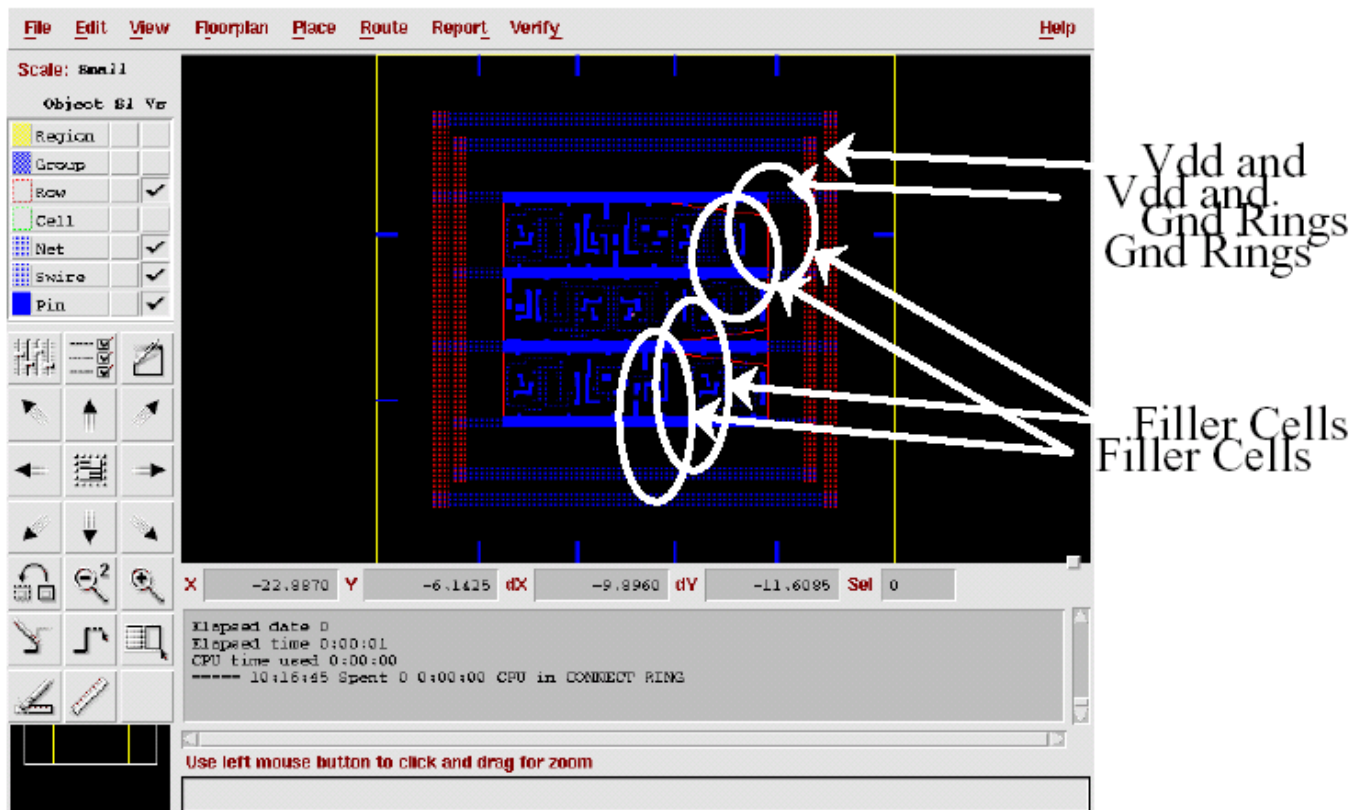 File Edit View Floorplan Place Route Report Verify Help
Scale: Small
Object Sl Vs
Region
Group
Row
Cell
Net
Swire
Pin
Vdd and
Vdd and
Gnd Rings
Gnd Rings
Filler Cells
Filler Cells
2
X -22.8870 Y -6.1425 dX -9.8960 dY -11.6085 Sel 0
Elapsed date 0
Elapsed time 0:00:01
CPU time used 0:00:00
----- 10:16:45 Spent 0 0:00:00 CPU in CONNECT RING
Use left mouse button to click and drag for zoom